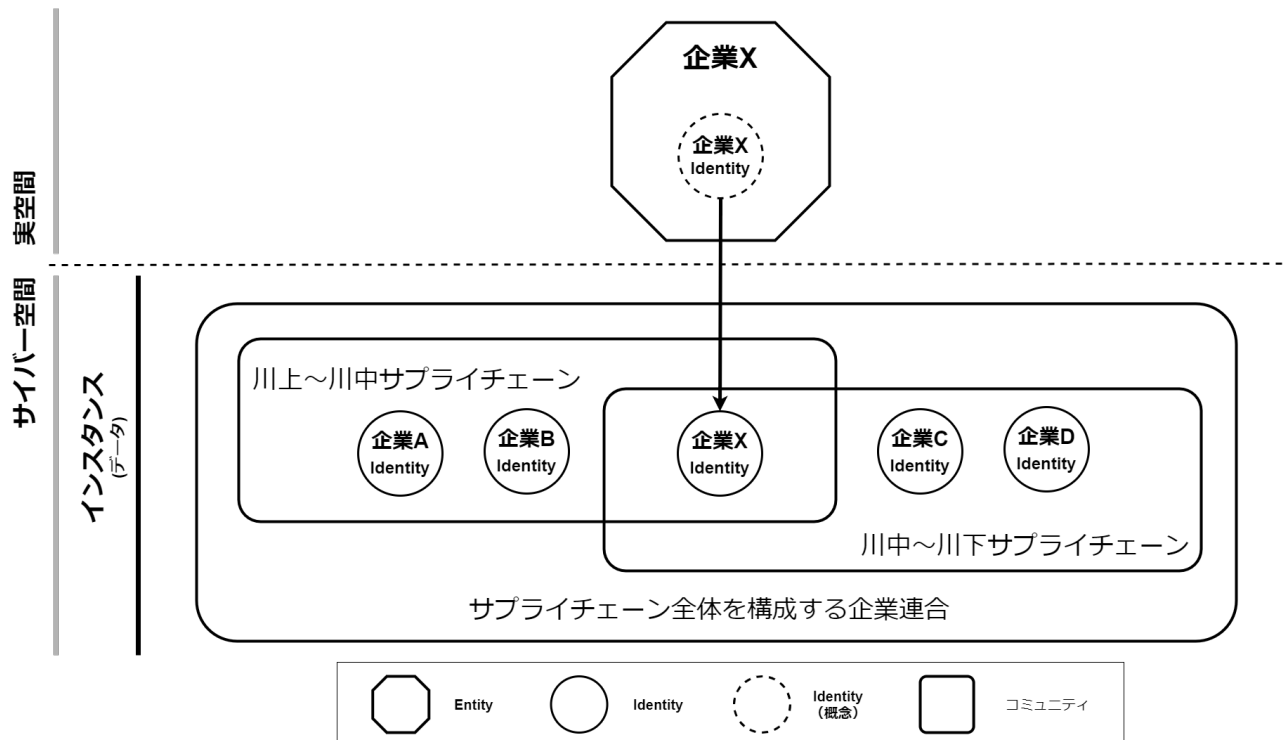 企業X
企業X
Identity
実空間
サイバー空間
インスタンス
(データ)
川上～川中サプライチェーン
企業A
Identity
企業B
Identity
企業X
Identity
企業C
Identity
企業D
Identity
川中～川下サプライチェーン
サプライチェーン全体を構成する企業連合
Entity
Identity
Identity
（概念）
コミュニティ